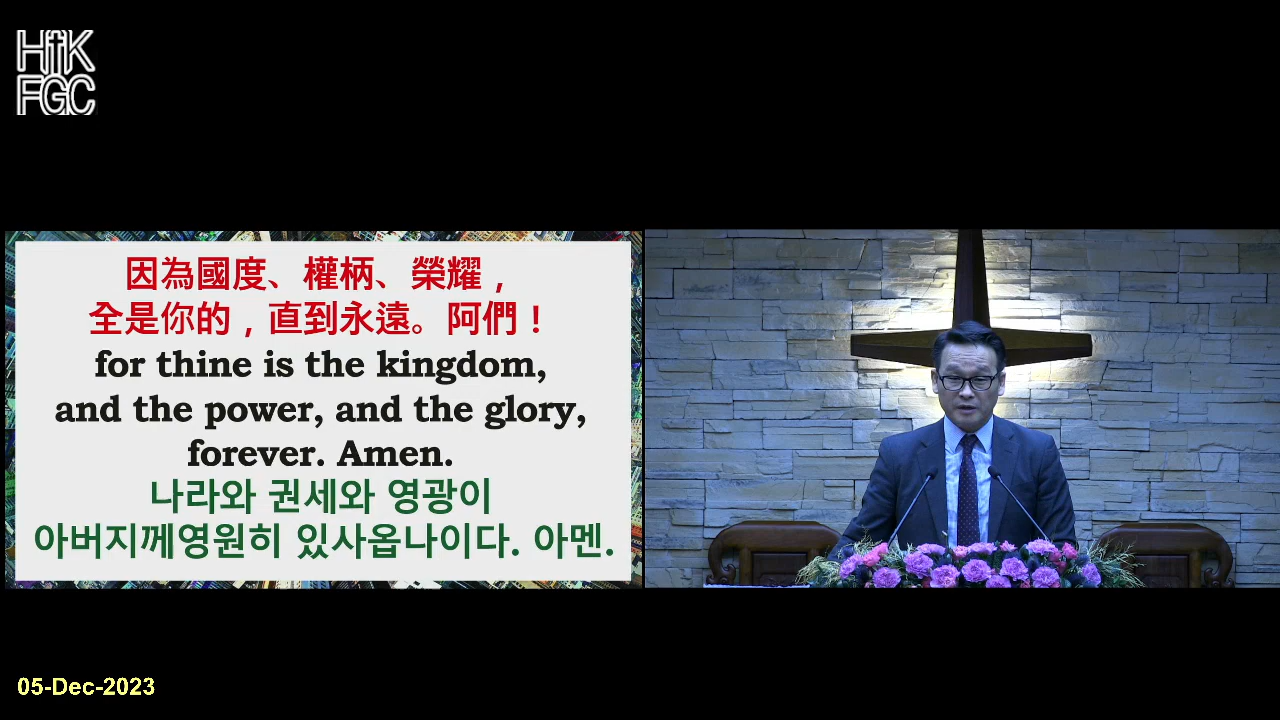 HfK
FGC
因為國度、權柄、榮耀，
全是你的，直到永遠。阿們！
for thine is the kingdom,
and the power, and the glory,
forever. Amen.
나라와 권세와 영광이
아버지께영원히 있사옵나이다. 아멘.
05-Dec-2023